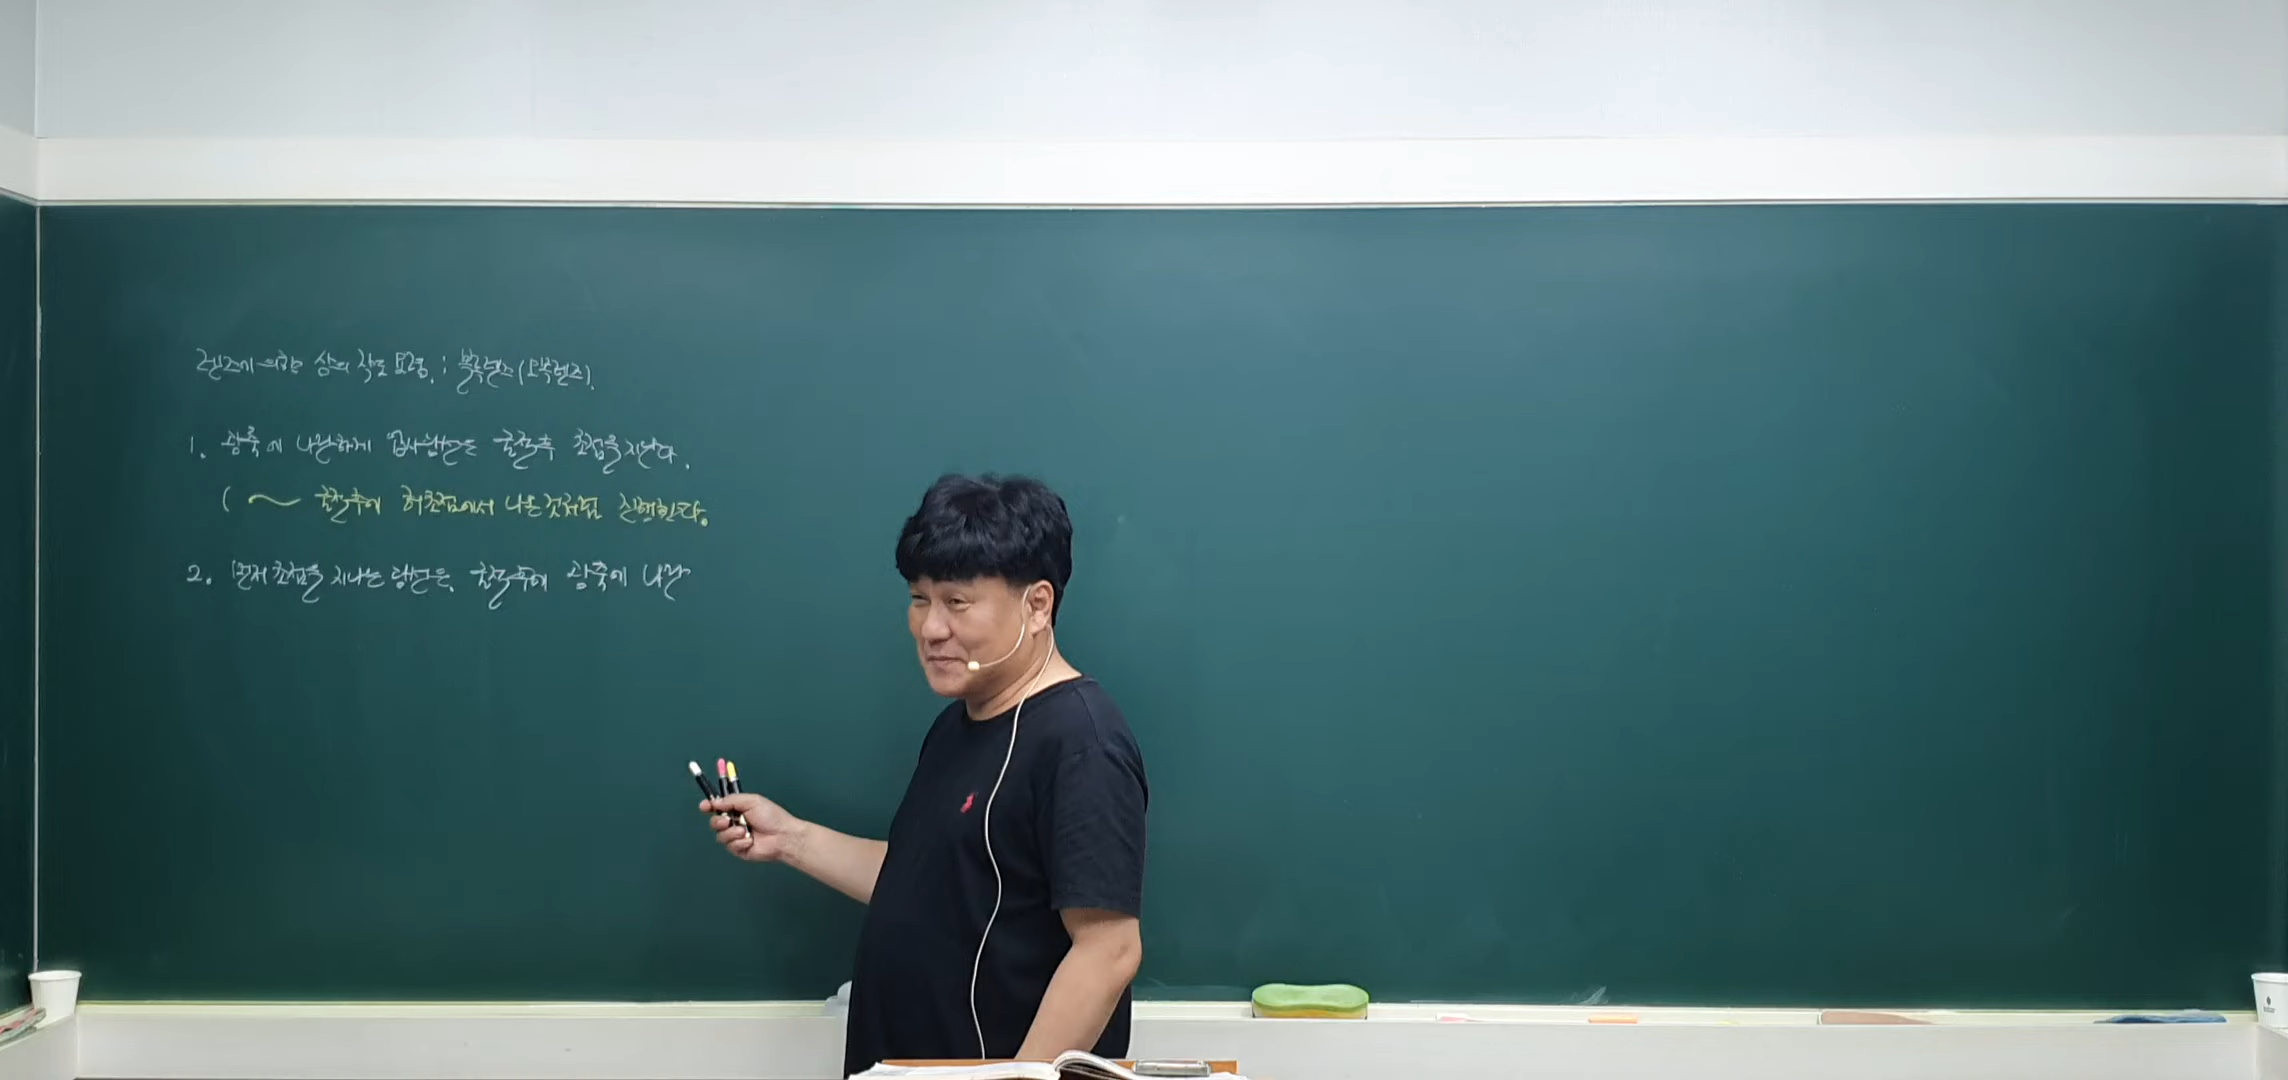 렌즈에 의한 상의 작도 요령. : 볼록렌즈(오목렌즈).
1. 광축에 나란하게 입사한 광선은 굴절후 초점을 지난다.
( ~ 굴절후에 허초점에서 나온것처럼 진행한다.
2. 먼저 초점을 지나는 광선은, 굴절후에 광축에 나란